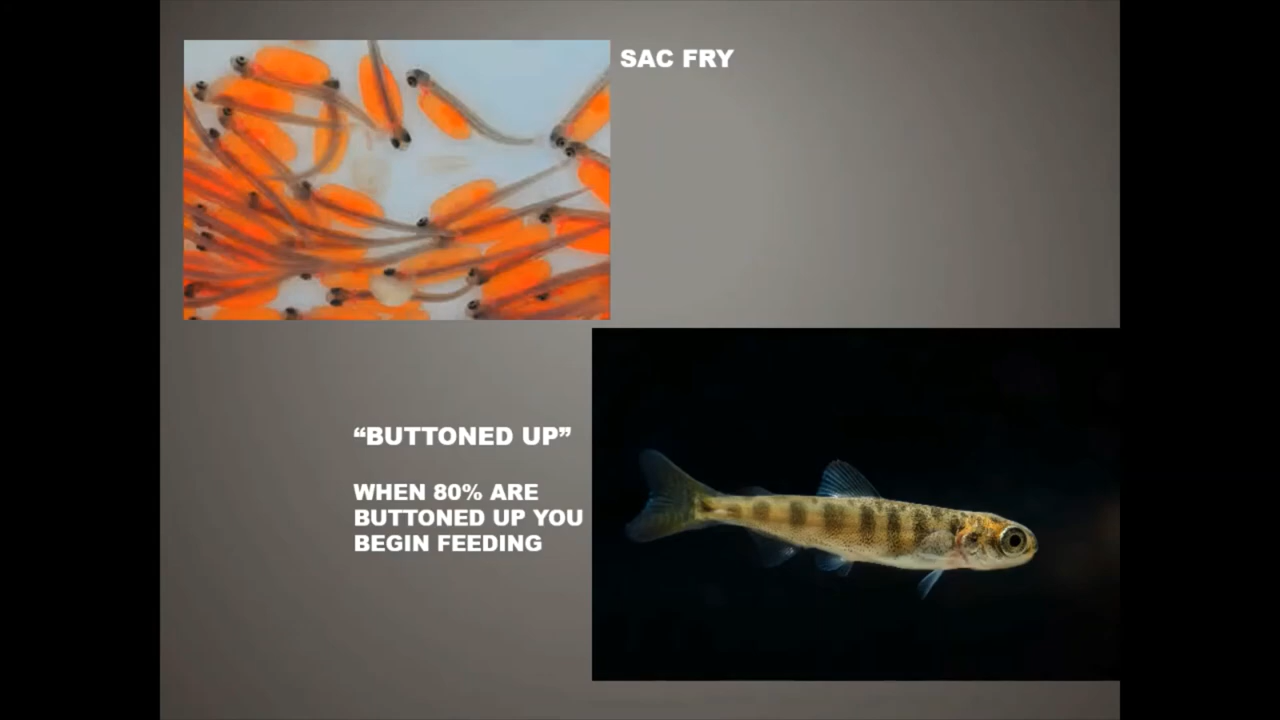 SAC FRY
“BUTTONED UP”
WHEN 80% ARE
BUTTONED UP YOU
BEGIN FEEDING